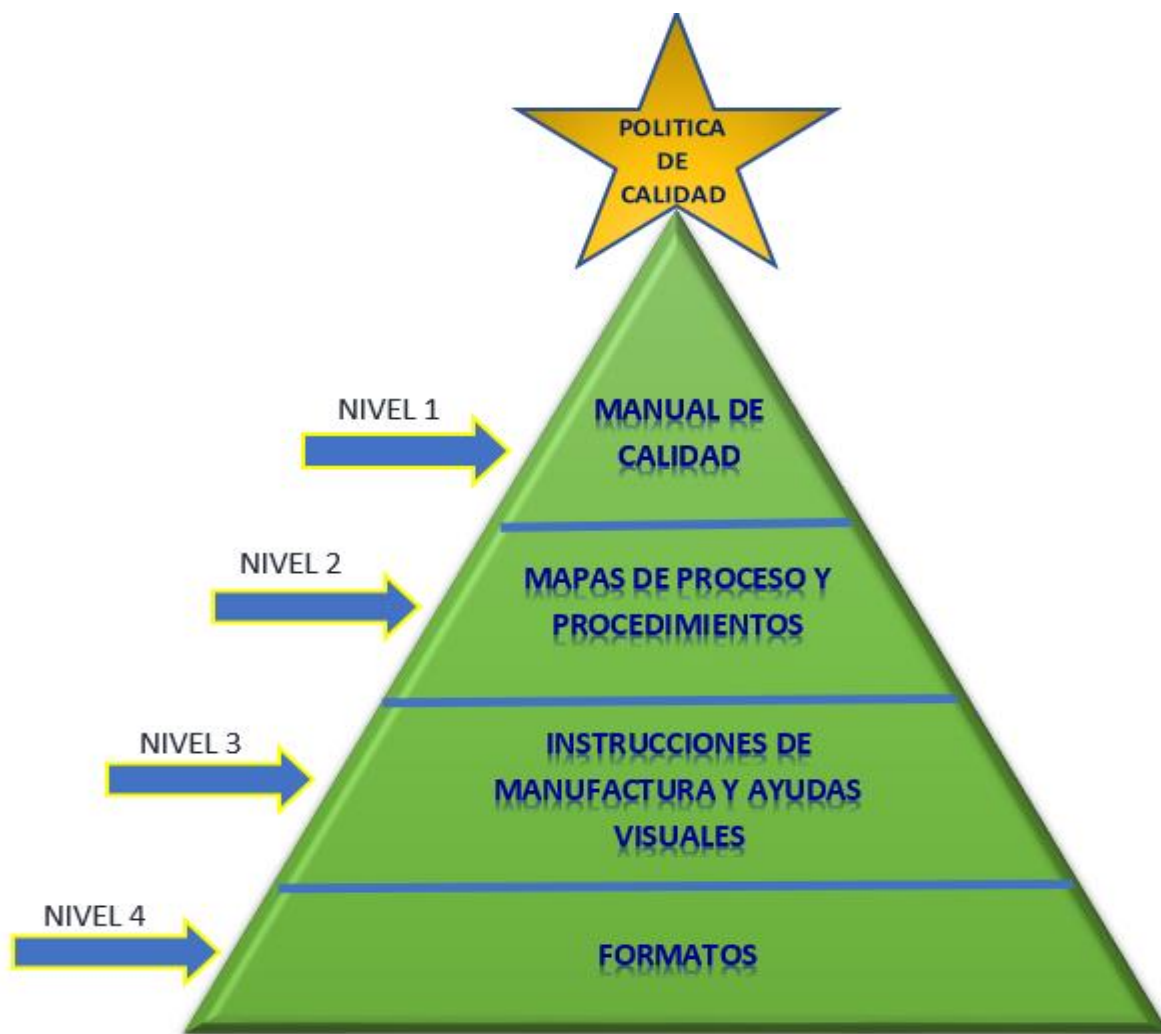 POLITICA
DE
CALIDAD
NIVEL 1
MANUAL DE
CALIDAD
NIVEL 2
MAPAS DE PROCESO Y
PROCEDIMIENTOS
NIVEL 3
INSTRUCCIONES DE
MANUFACTURA Y AYUDAS
VISUALES
NIVEL 4
FORMATOS